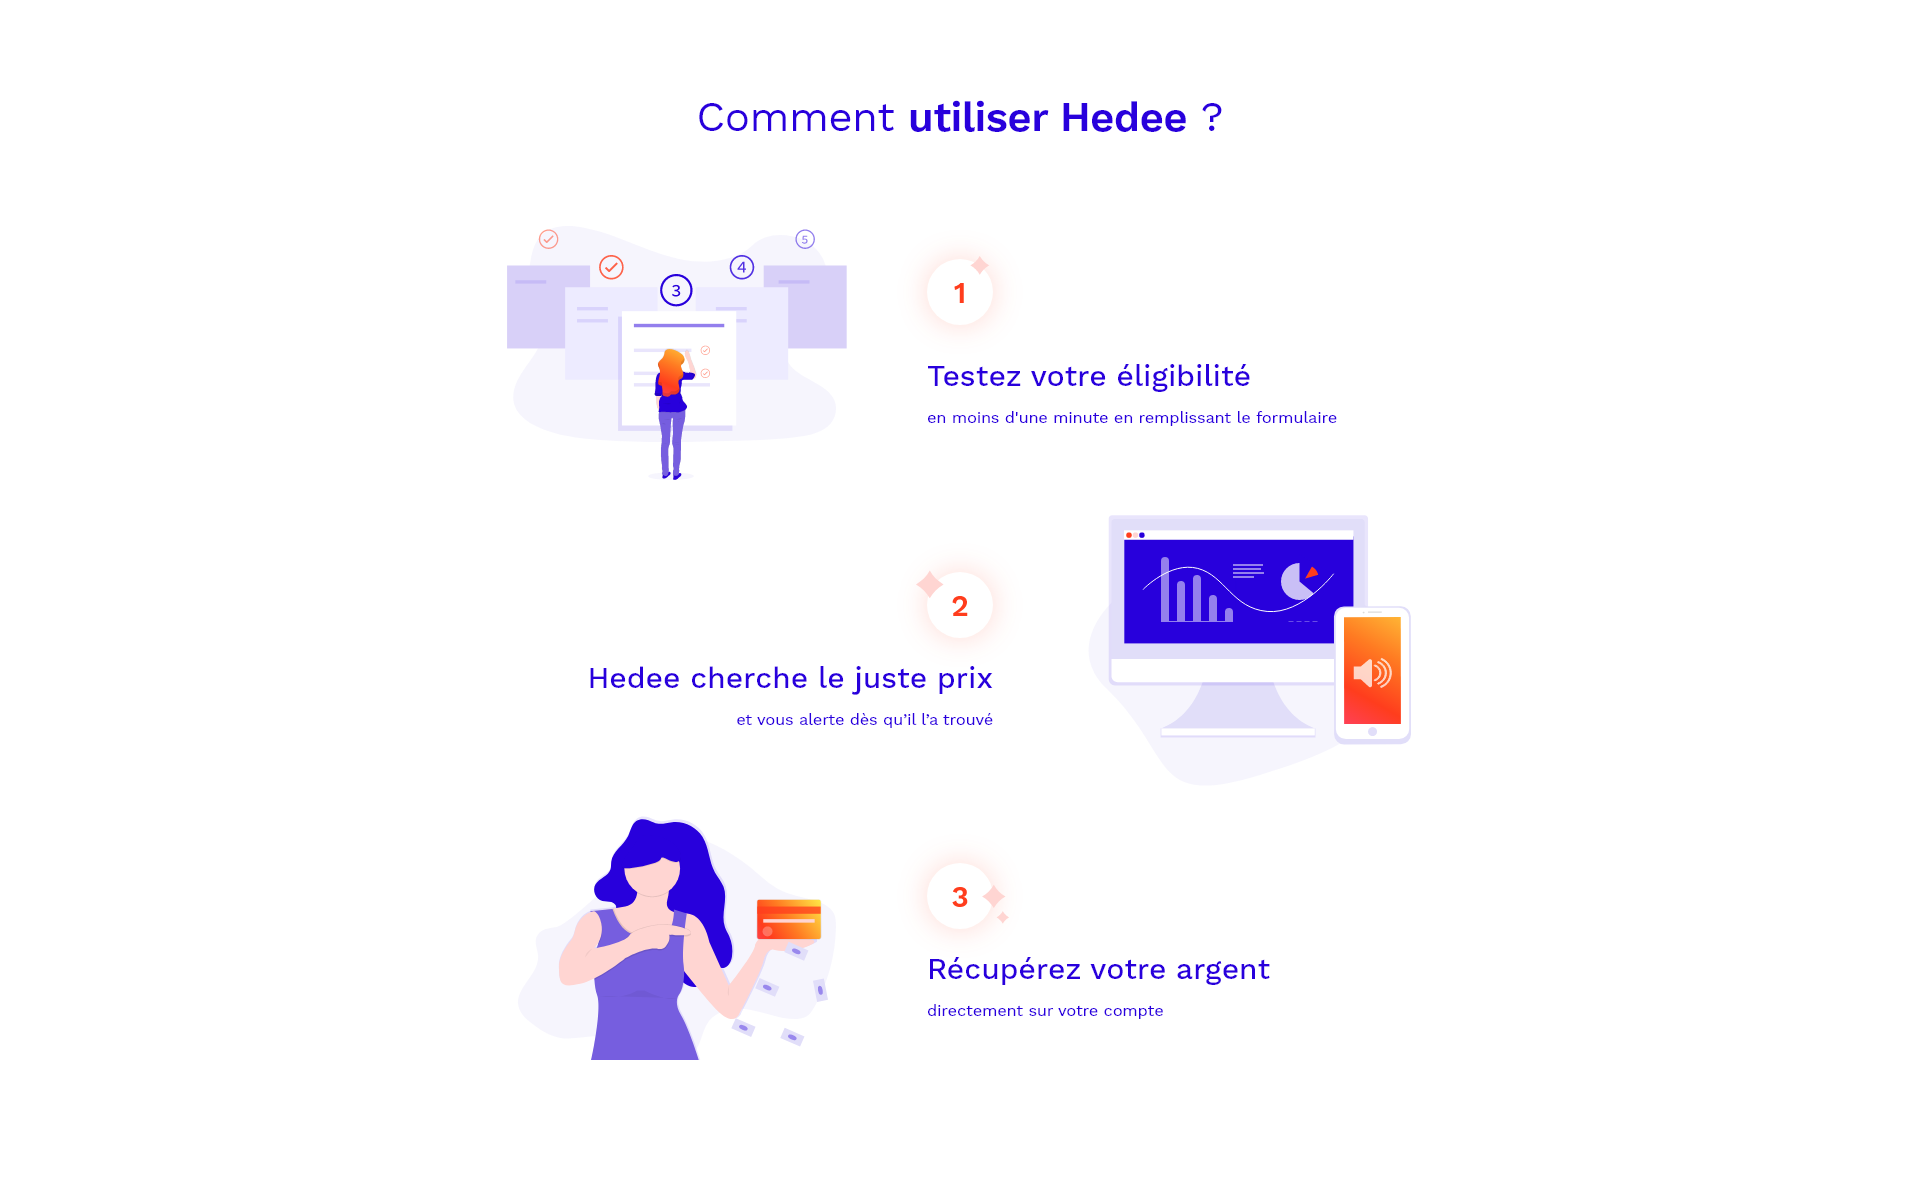 Comment utiliser Hedee ?
5
4
3
1
Testez votre éligibilité
en moins d'une minute en remplissant le formulaire
2
Hedee cherche le juste prix
et vous alerte dès qu’il l’a trouvé
3
Récupérez votre argent
directement sur votre compte